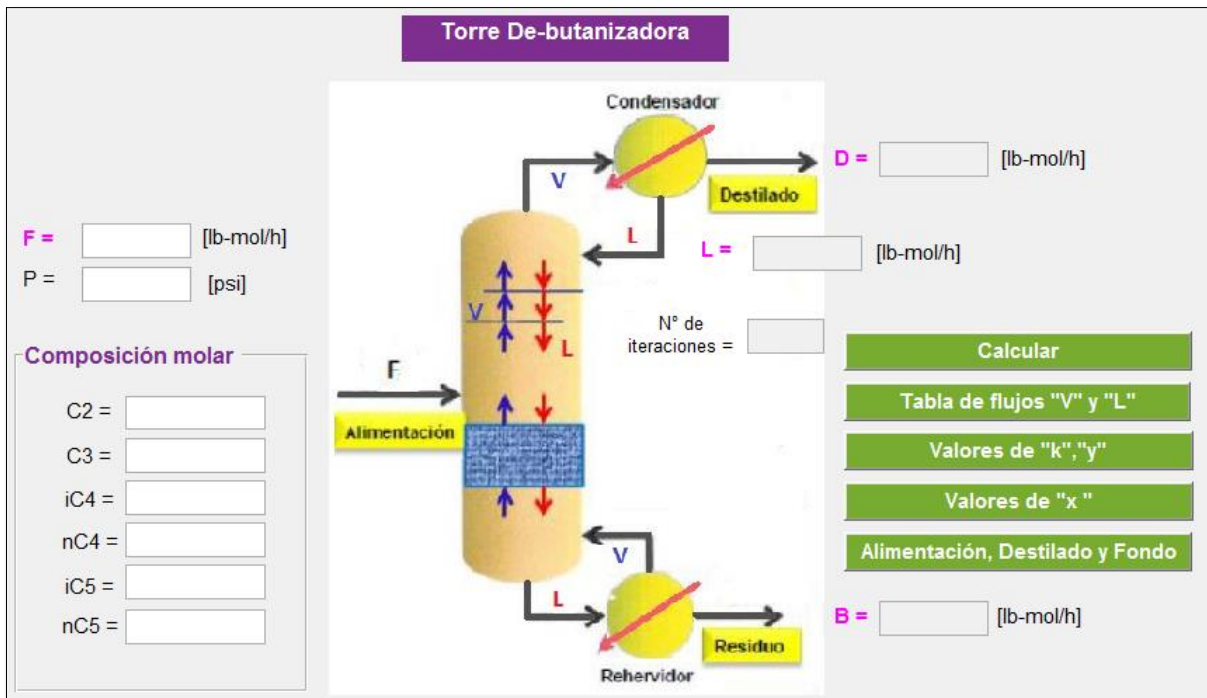 Torre De-butanizadora
Condensador
V
D = [lb-mol/h]
Destilado
F = [lb-mol/h]
L
L = [lb-mol/h]
P = [psi]
V
N° de
iteraciones =
L
Composición molar
Calcular
F
C2 =
Tabla de flujos "V" y "L"
Alimentación
C3 =
Valores de "k","y"
iC4 =
Valores de "x "
nC4 =
Alimentación, Destilado y Fondo
V
iC5 =
L
nC5 =
B = [lb-mol/h]
Residuo
Rehervidor